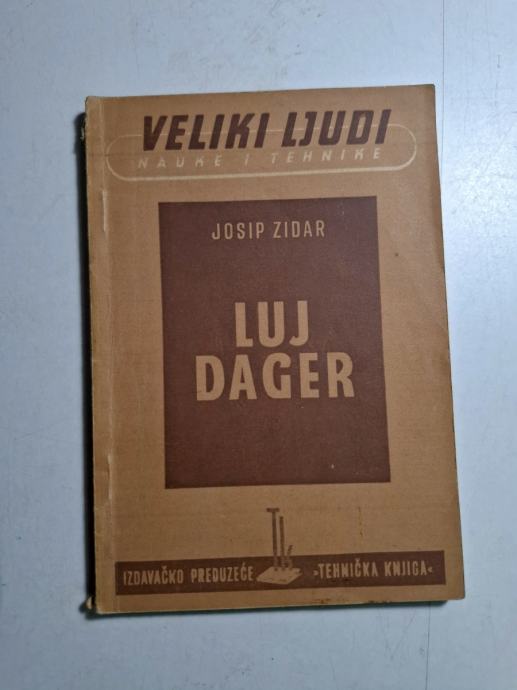 VELIKI LJUDI
NAUKE I TEHNIKE
JOSIP ZIDAR
LUJ
DAGER
IZDAVAČKO PREDUZEĆE »TEHNIČKA KNJIGA«